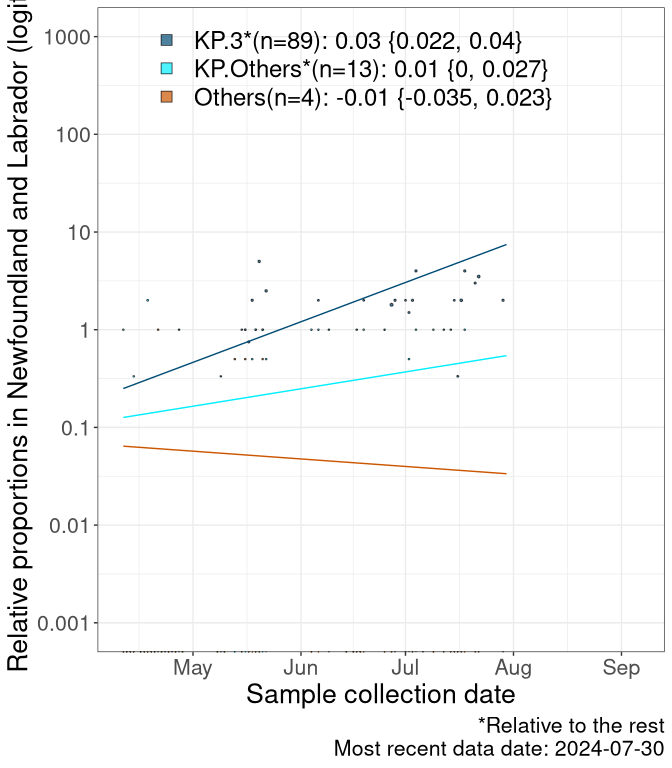 KP.3*(n=89): 0.03 {0.022, 0.04}
KP.Others*(n=13): 0.01 {0, 0.027}
Others(n=4): -0.01 {-0.035, 0.023}
Relative proportions in Newfoundland and Labrador
1000
100
10
1
0.1
0.01
0.001
May Jun Jul Aug Sep
Sample collection date
*Relative to the rest
Most recent data date: 2024-07-30